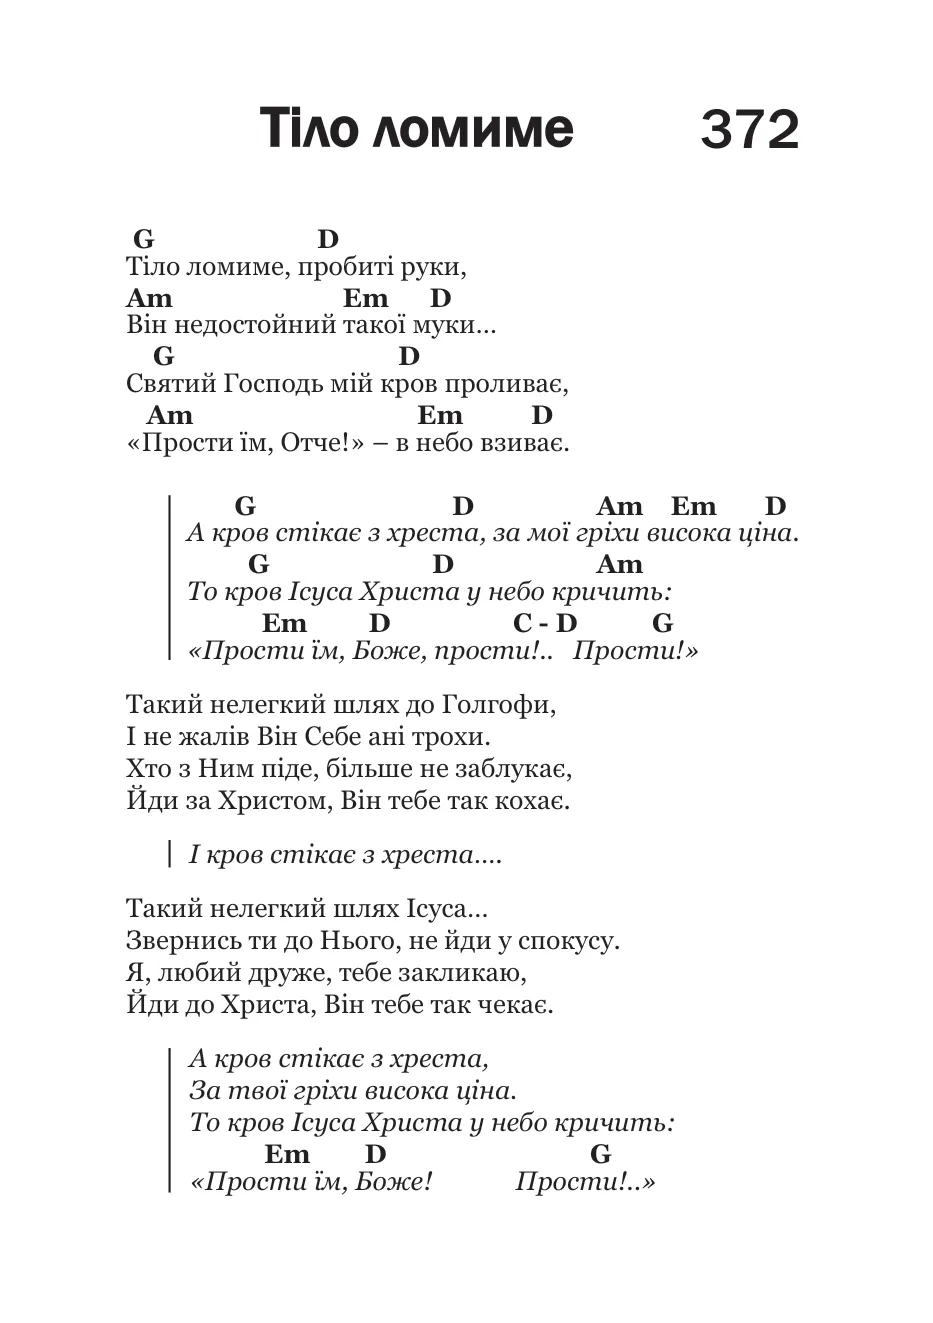 Тіло ломиме 372
G D
Тіло ломиме, пробиті руки,
Am Em D
Він недостойний такої муки...
G D
Святий Господь мій кров проливає,
Am Em D
«Прости їм, Отче!» – в небо взиває.
G D Am Em D
А кров стікає з хреста, за мої гріхи висока ціна.
G D Am
То кров Ісуса Христа у небо кричить:
Em D C - D G
«Прости їм, Боже, прости!.. Прости!»
Такий нелегкий шлях до Голгофи,
І не жалів Він Себе ані трохи.
Хто з Ним піде, більше не заблукає,
Йди за Христом, Він тебе так кохає.
І кров стікає з хреста....
Такий нелегкий шлях Ісуса...
Звернись ти до Нього, не йди у спокусу.
Я, любий друже, тебе закликаю,
Йди до Христа, Він тебе так чекає.
А кров стікає з хреста,
За твої гріхи висока ціна.
То кров Ісуса Христа у небо кричить:
Em D G
«Прости їм, Боже! Прости!..»